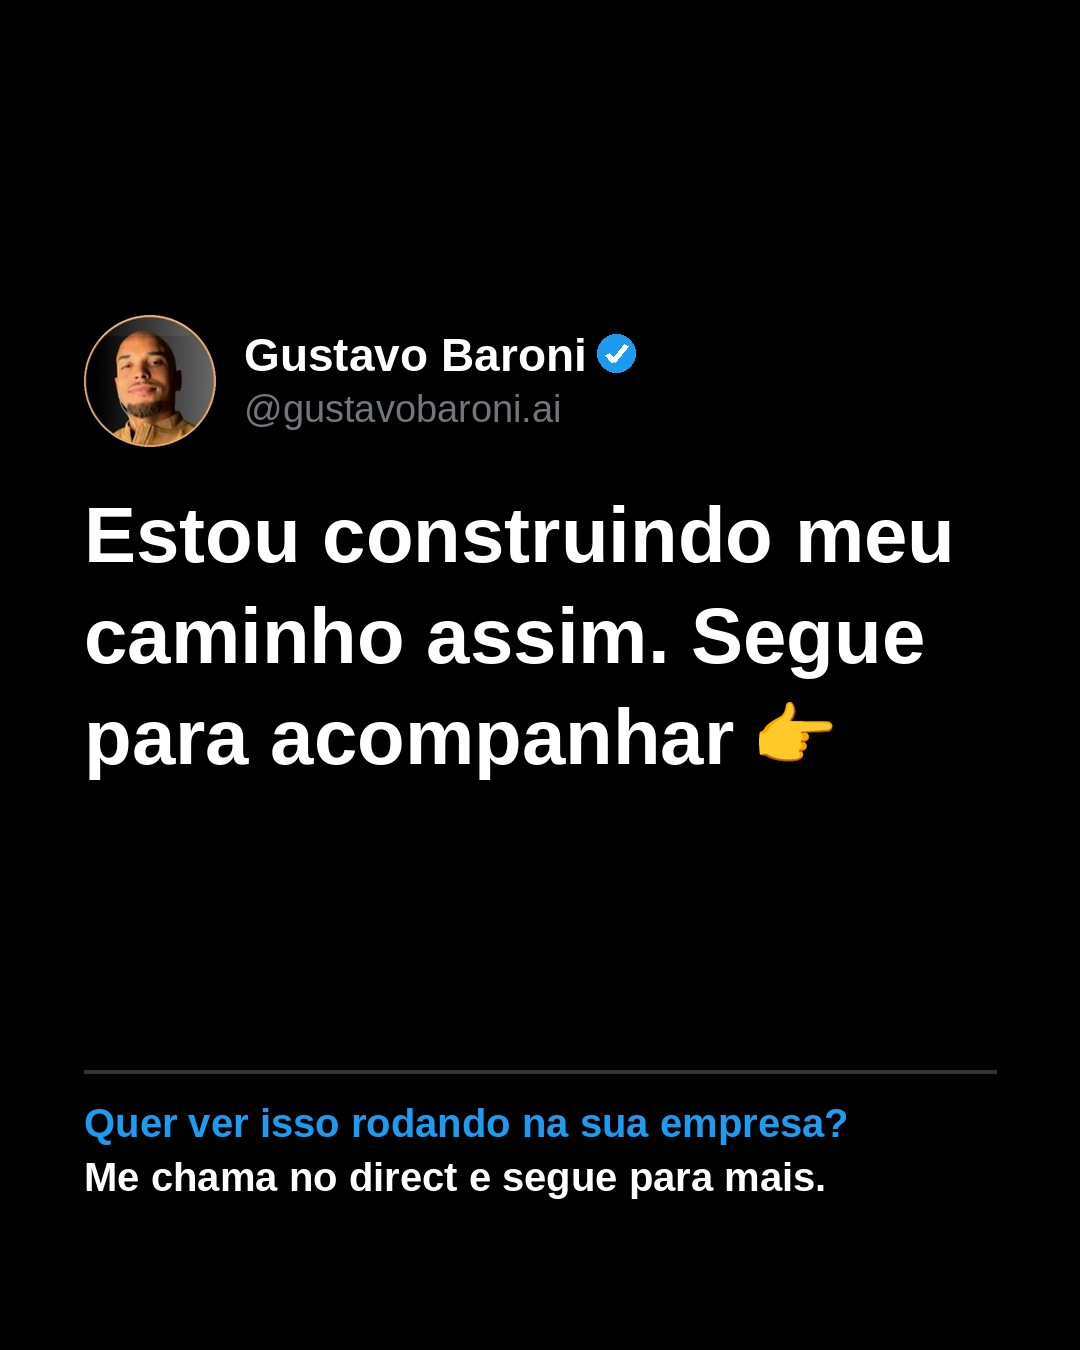 Gustavo Baroni
@gustavobaroni.ai
Estou construindo meu
caminho assim. Segue
para acompanhar 👉
Quer ver isso rodando na sua empresa?
Me chama no direct e segue para mais.